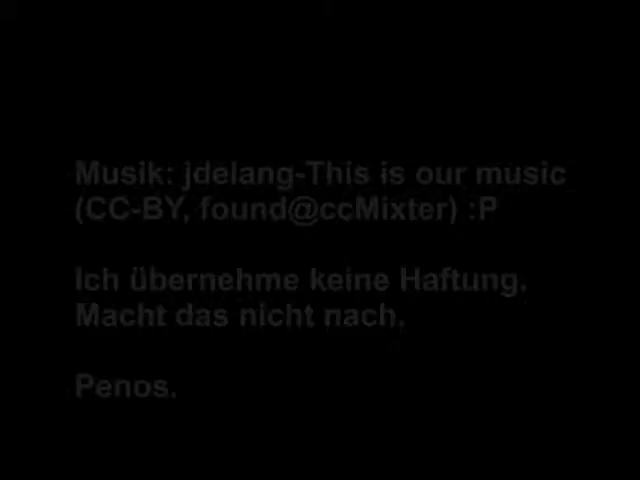 Musik: jdelang-This is our music
(CC-BY, found@ccMixter) :P
Ich übernehme keine Haftung.
Macht das nicht nach.
Penos.